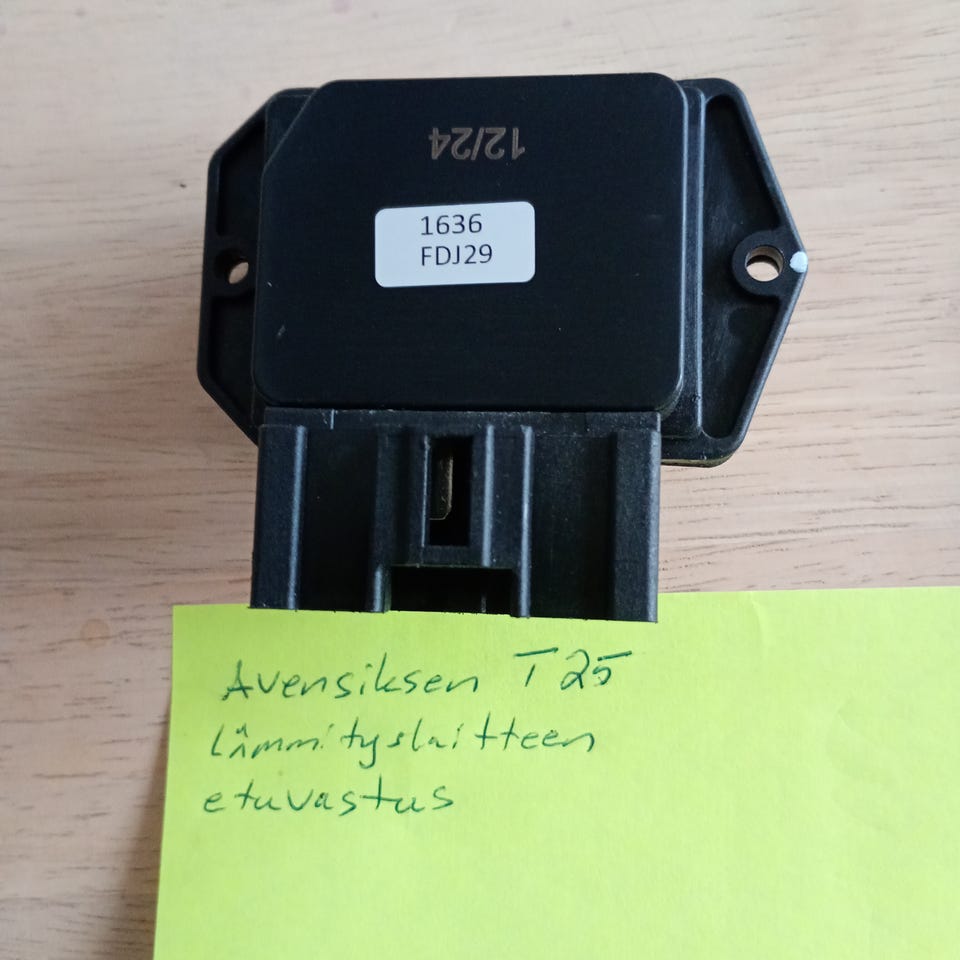 12/24
1636
FDJ29
Avensiksen T25
Lämmityslaitteen
etuvastus